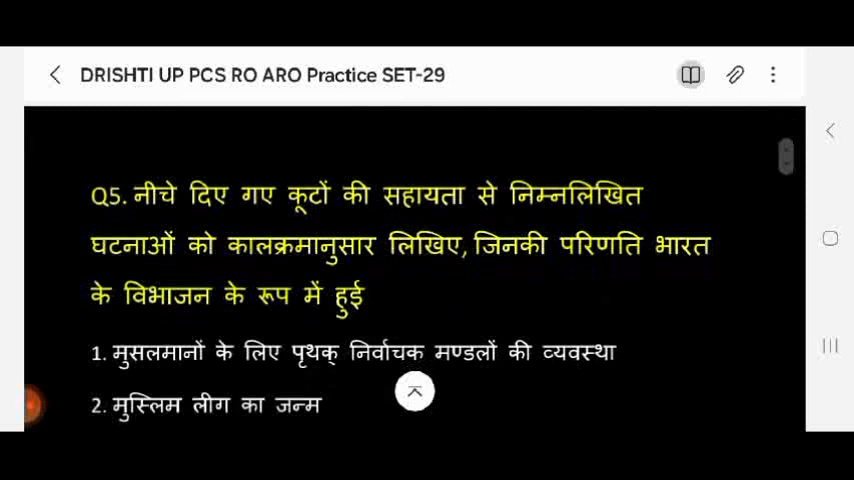 DRISHTI UP PCS RO ARO Practice SET-29
Q5. नीचे दिए गए कूटों की सहायता से निम्नलिखित
घटनाओं को कालक्रमानुसार लिखिए, जिनकी परिणति भारत
के विभाजन के रूप में हुई
1. मुसलमानों के लिए पृथक् निर्वाचक मण्डलों की व्यवस्था
2. मुस्लिम लीग का जन्म